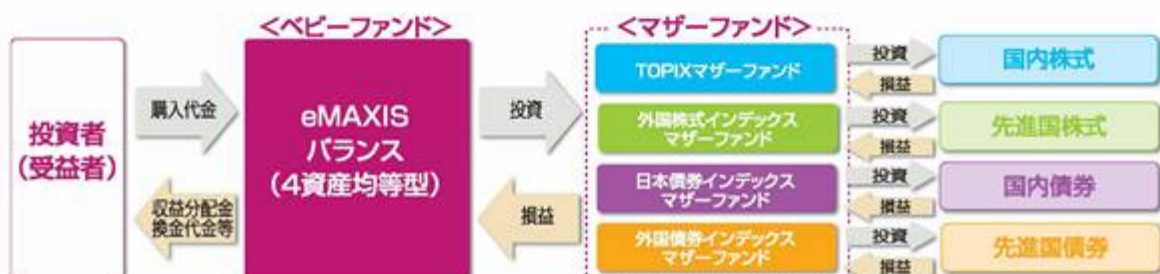 <ベビーファンド>
<マザーファンド>
投資者
(受益者)
購入代金
収益分配金
換金代金等
eMAXIS
バランス
(4資産均等型)
投資
損益
TOPIXマザーファンド
投資
損益
国内株式
外国株式インデックス
マザーファンド
投資
損益
先進国株式
日本債券インデックス
マザーファンド
投資
損益
国内債券
外国債券インデックス
マザーファンド
投資
損益
先進国債券